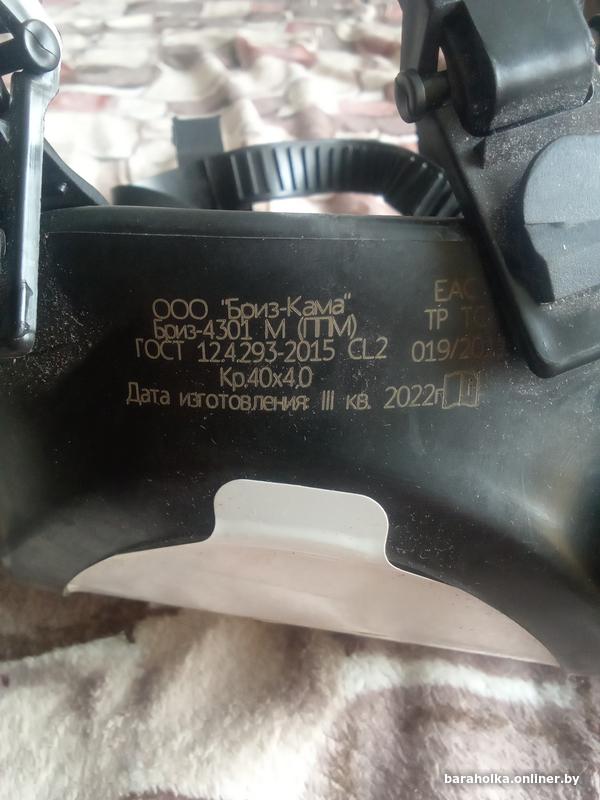 ООО "Бриз-Кама"
Бриз-4301 М (ППМ)
ГОСТ 12.4.293-2015 CL2
Кр.40х4,0
Дата изготовления: III кв. 2022г.
EAC
ТР ТС
019/20
baraholka.onliner.by